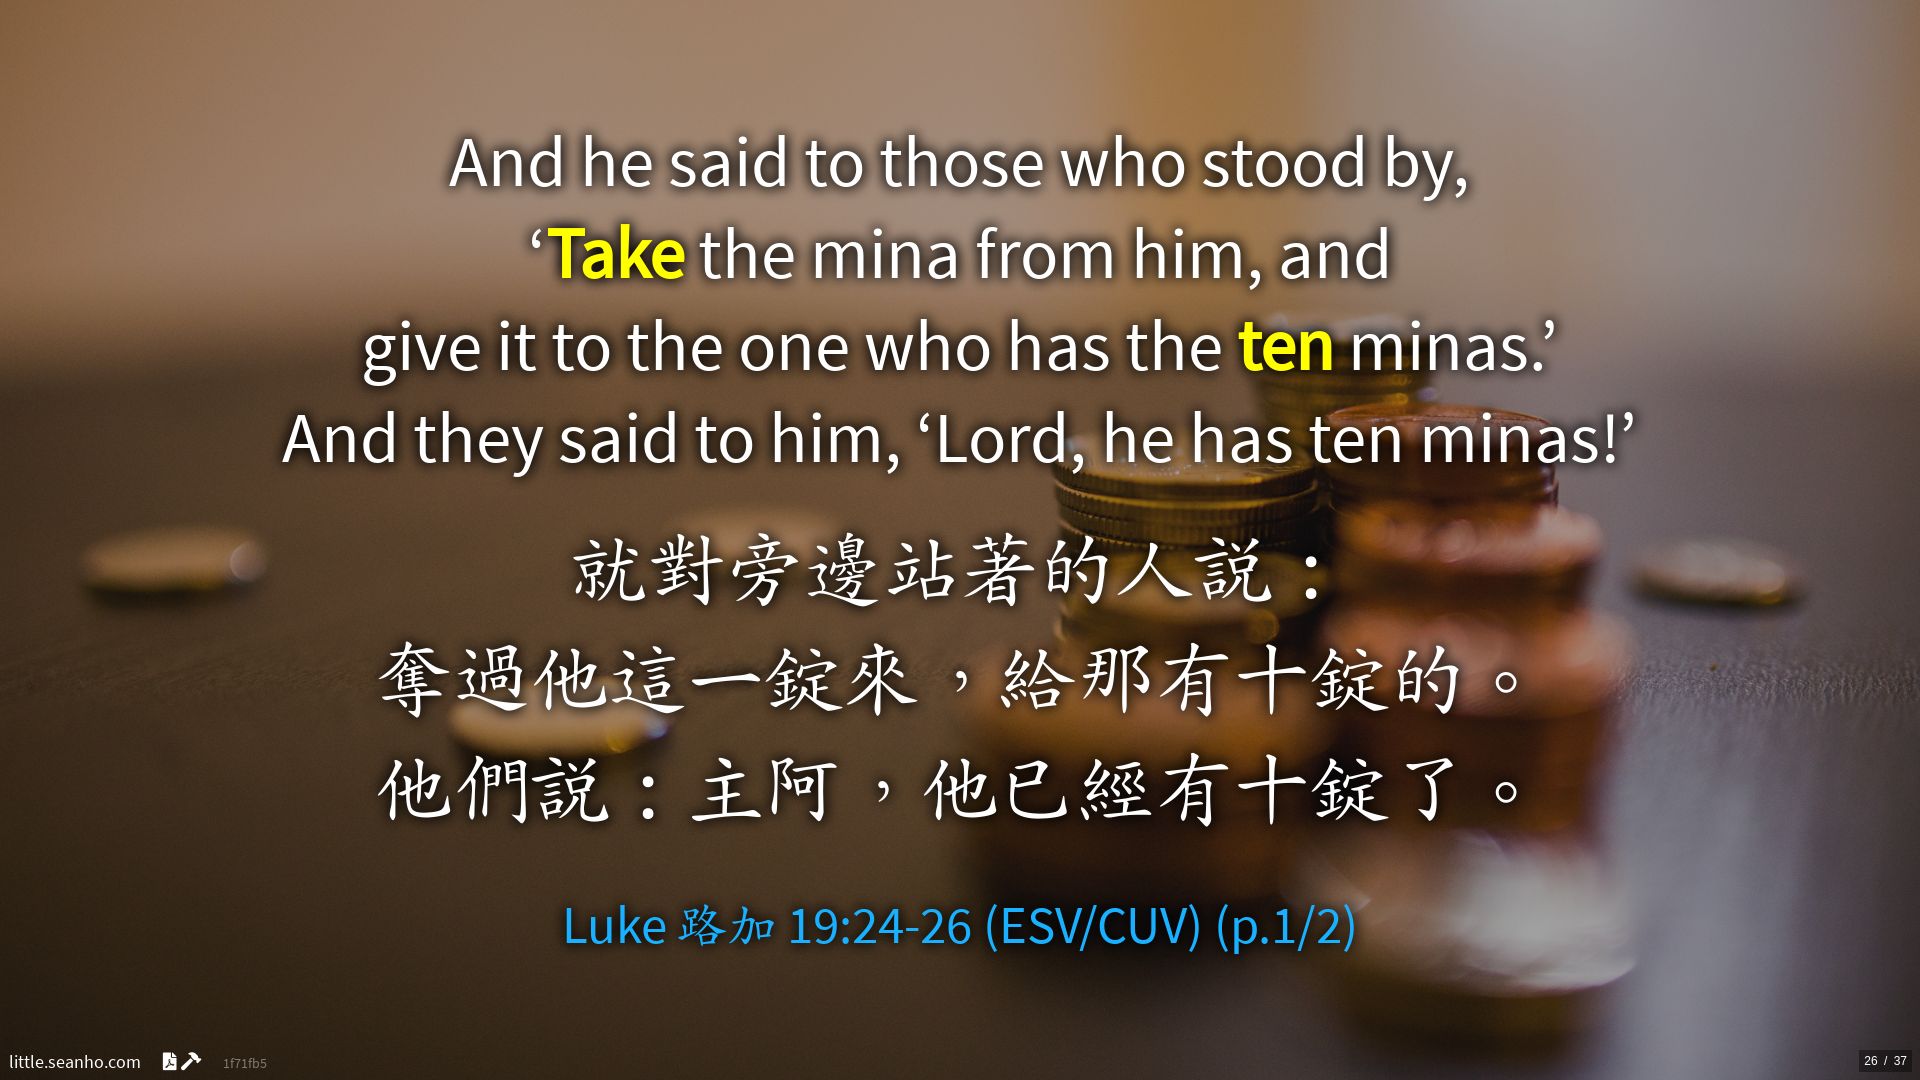 And he said to those who stood by,
‘Take the mina from him, and
give it to the one who has the ten minas.’
And they said to him, ‘Lord, he has ten minas!’
就對旁邊站著的人說：
奪過他這一錠來，給那有十錠的。
他們說：主阿，他已經有十錠了。
Luke 路加 19:24-26 (ESV/CUV) (p.1/2)
little.seanho.com 1f71fb5
26 / 37